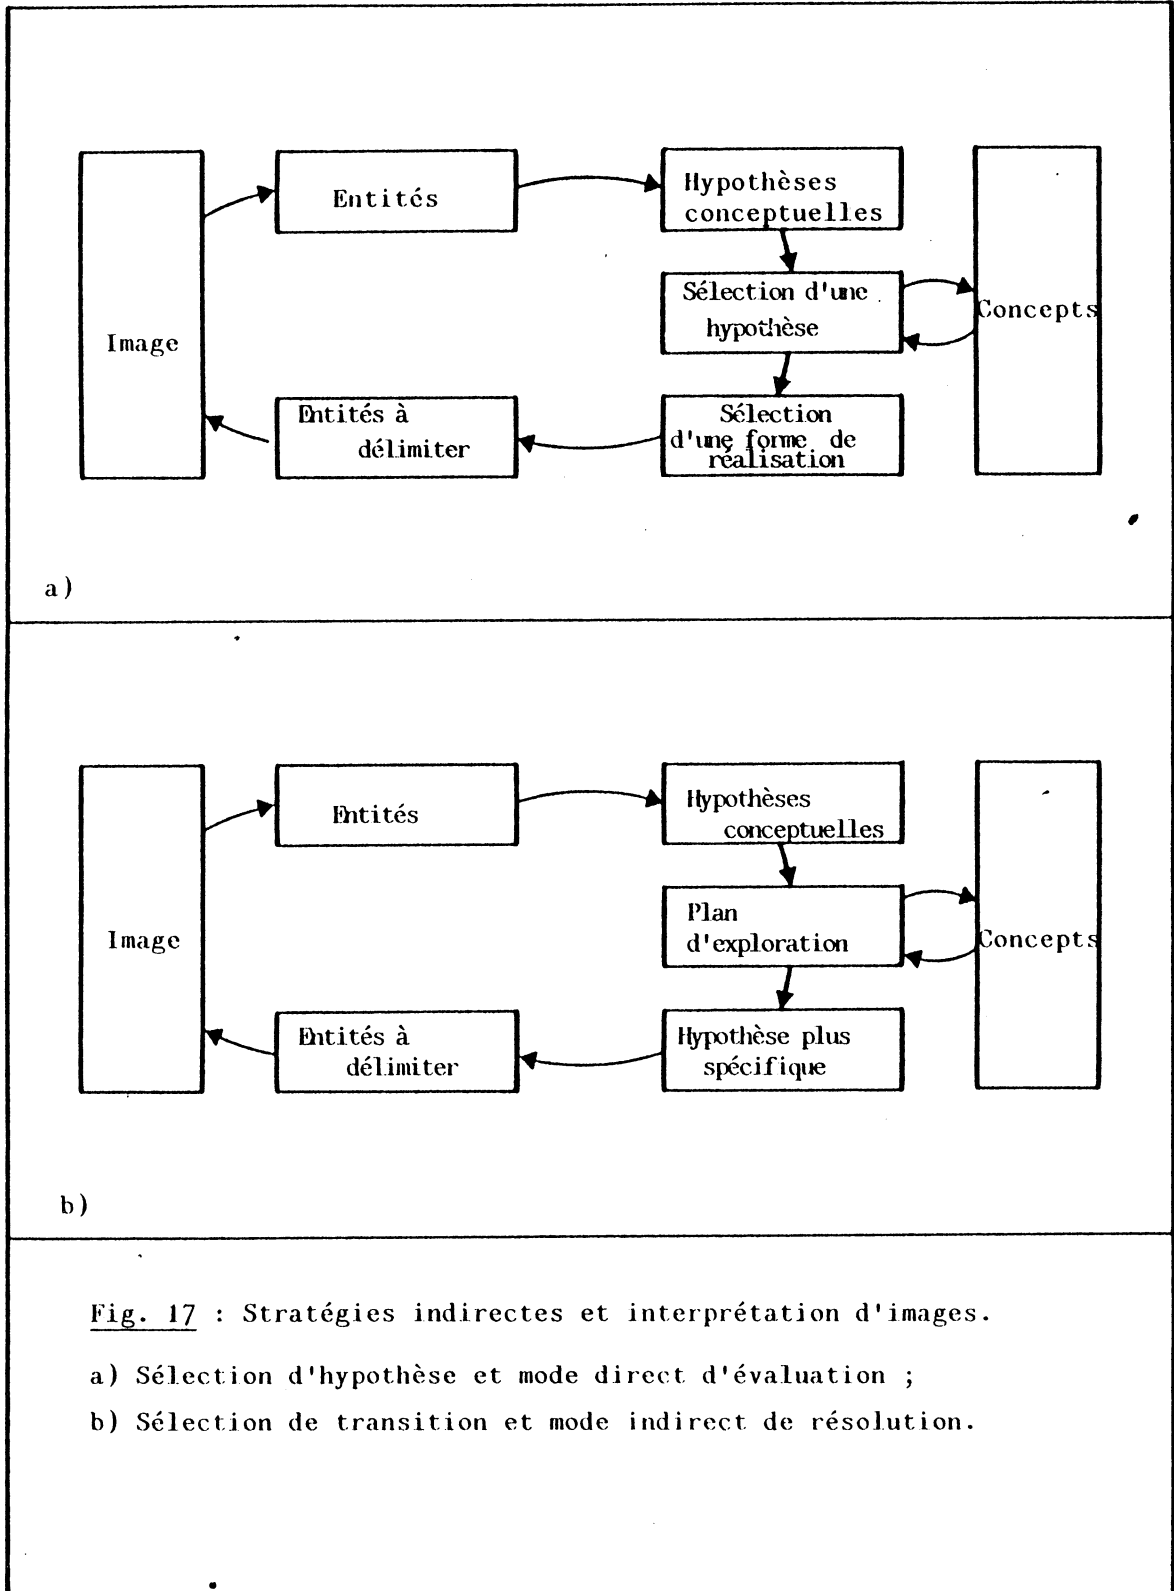 Image
Entités
Hypothèses
conceptuelles
Sélection d'une
hypothèse
Concepts
Entités à
délimiter
Sélection
d'une forme de
réalisation
a)
Image
Entités
Hypothèses
conceptuelles
Plan
d'exploration
Concepts
Entités à
délimiter
Hypothèse plus
spécifique
b)
Fig. 17 : Stratégies indirectes et interprétation d'images.
a) Sélection d'hypothèse et mode direct d'évaluation ;
b) Sélection de transition et mode indirect de résolution.